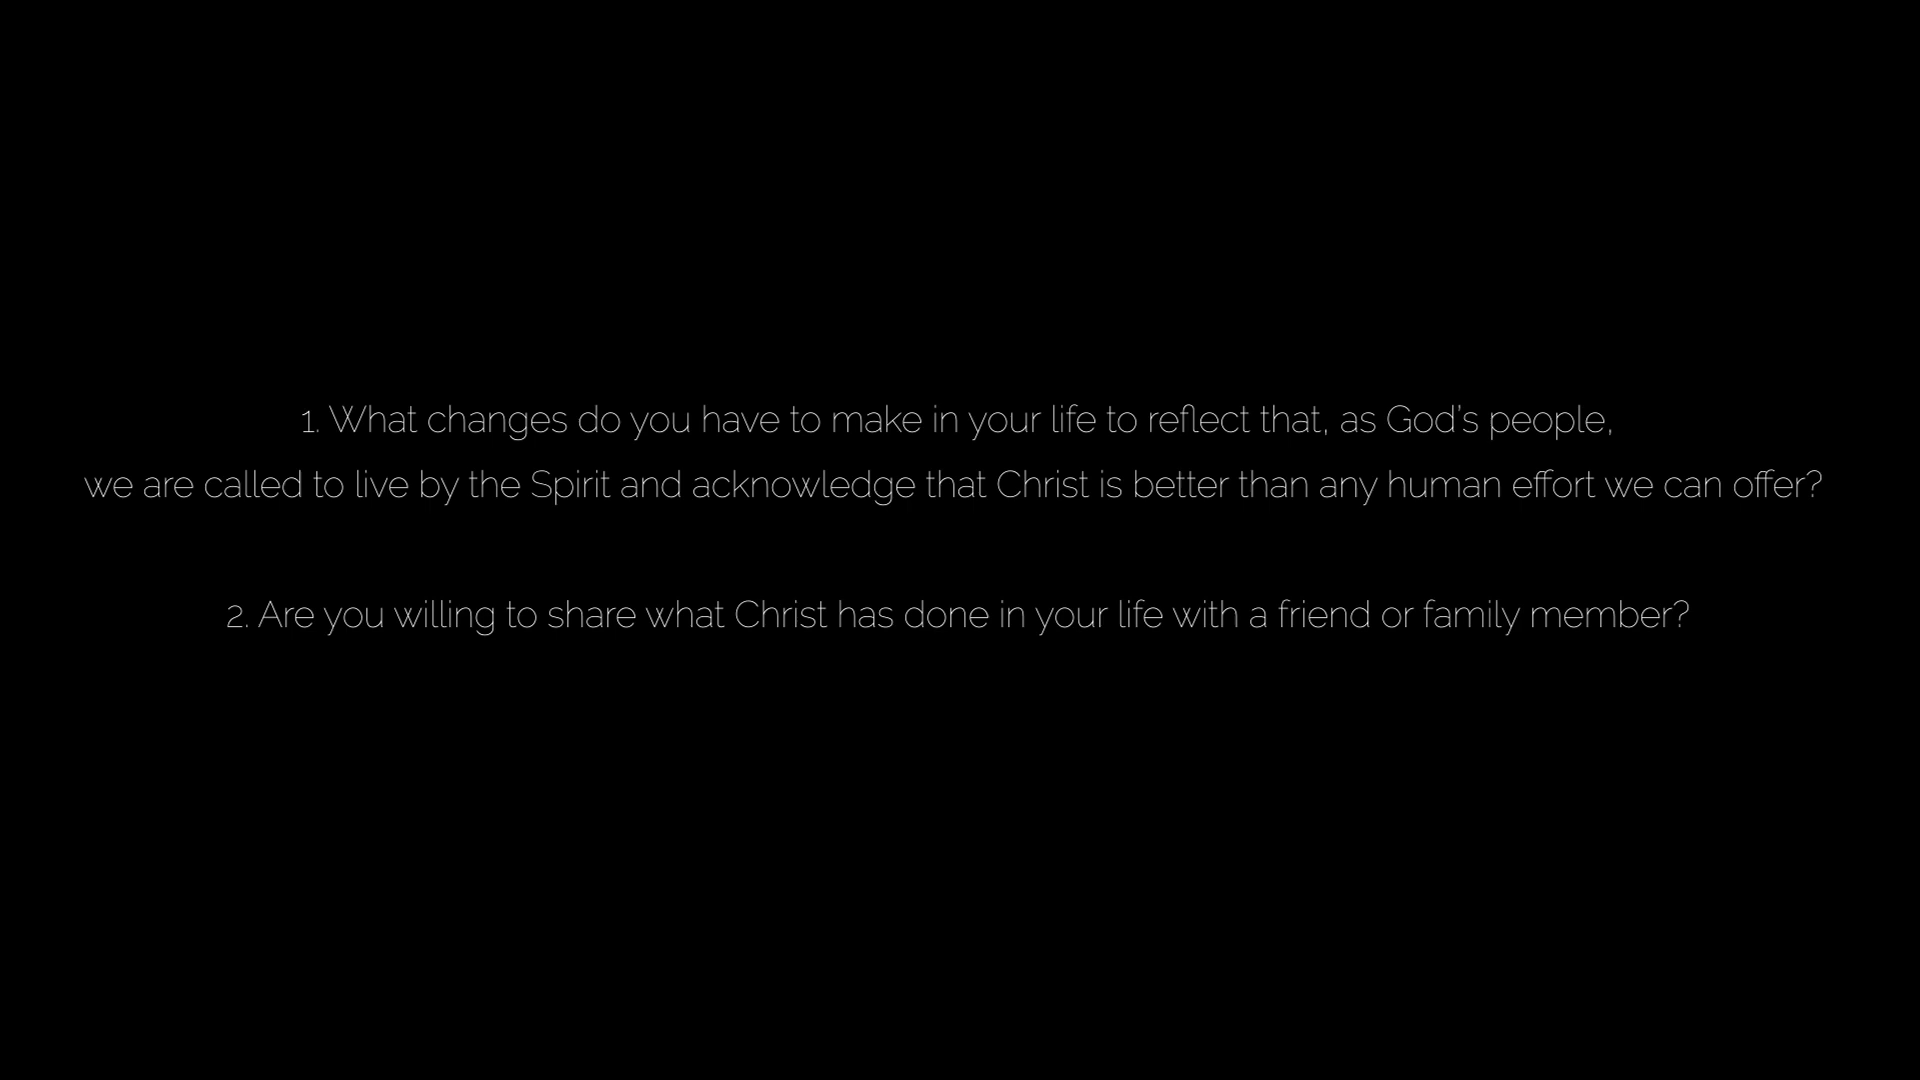 1. What changes do you have to make in your life to reflect that, as God's people,
we are called to live by the Spirit and acknowledge that Christ is better than any human effort we can offer?
2. Are you willing to share what Christ has done in your life with a friend or family member?